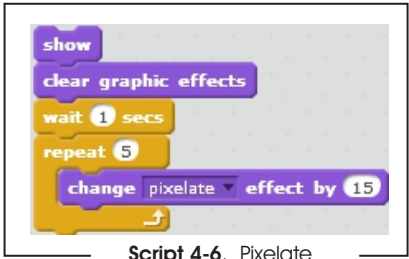 show
clear graphic effects
wait 1 secs
repeat 5
change pixelate effect by 15
Script 4-6. Pixelate